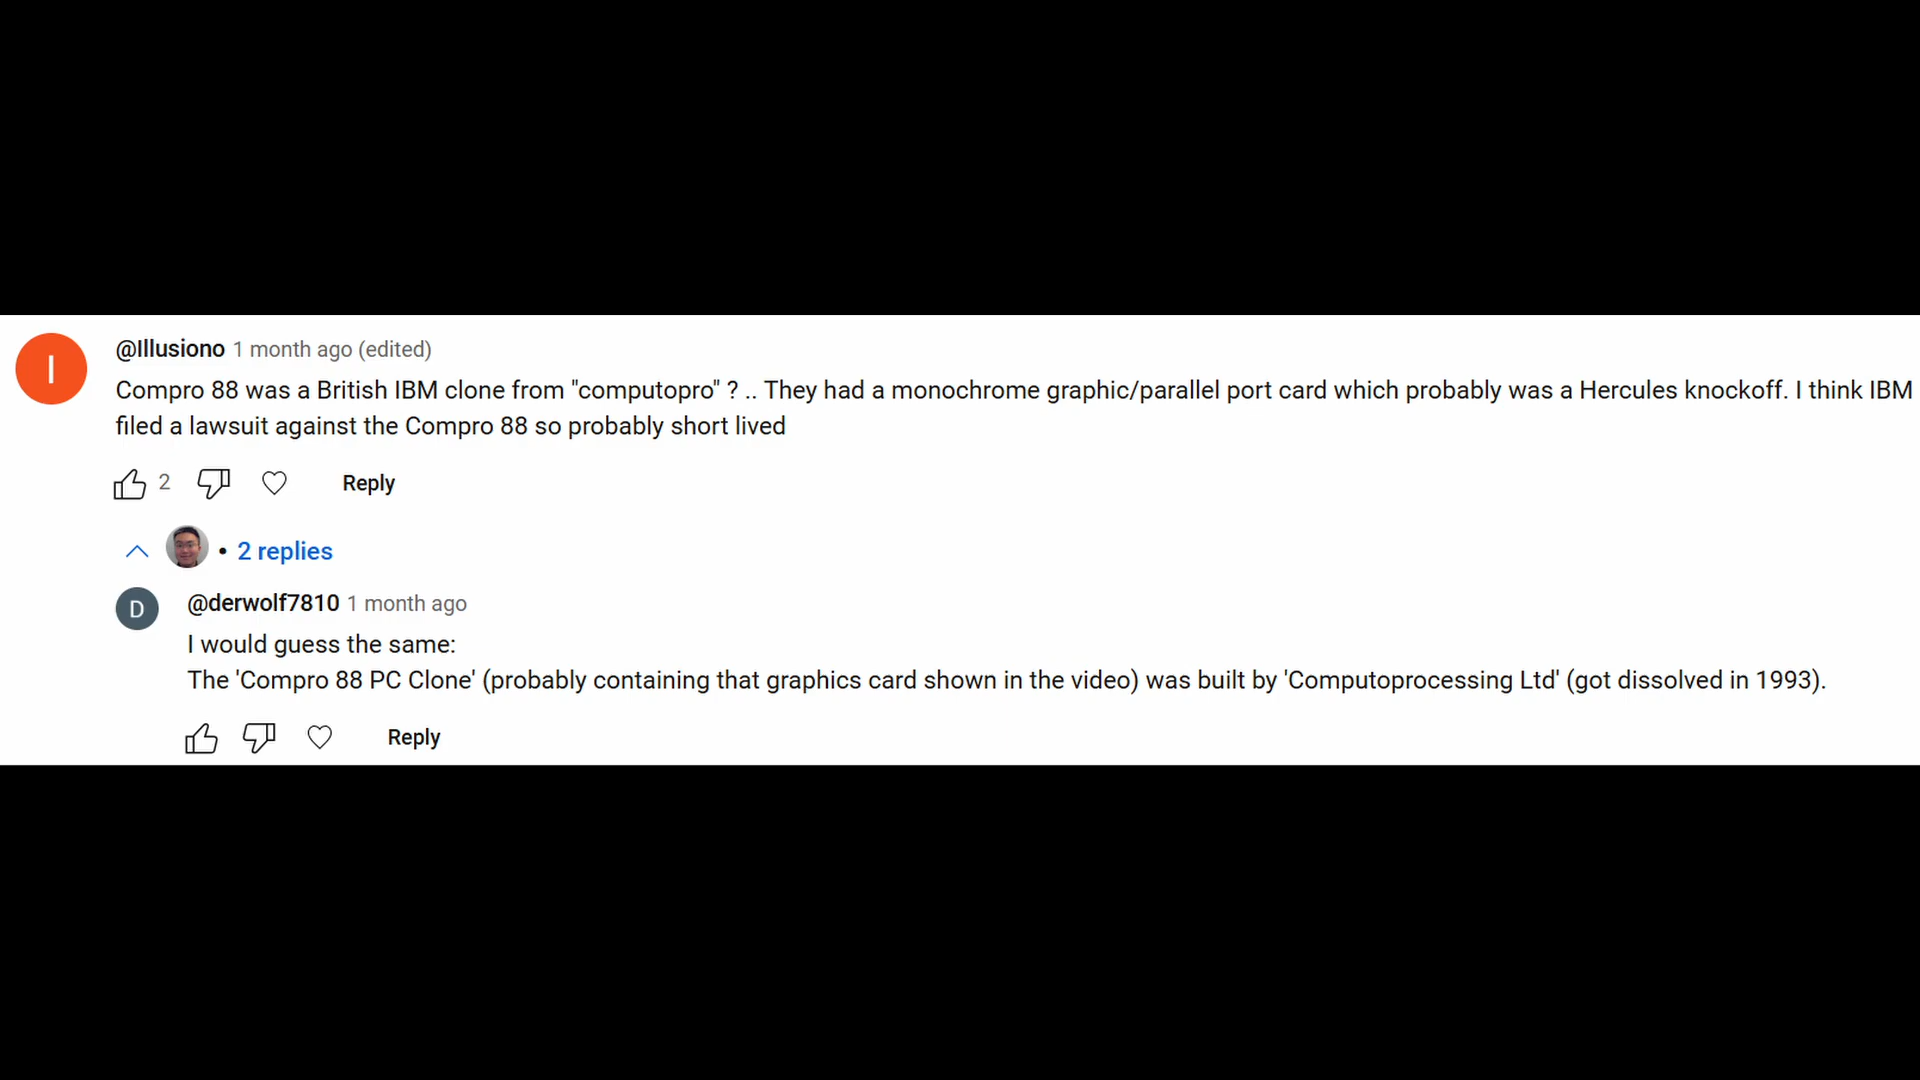 I
@Illusiono 1 month ago (edited)
Compro 88 was a British IBM clone from "computopro" ? .. They had a monochrome graphic/parallel port card which probably was a Hercules knockoff. I think IBM
filed a lawsuit against the Compro 88 so probably short lived
2 Reply
• 2 replies
D
@derwolf7810 1 month ago
I would guess the same:
The 'Compro 88 PC Clone' (probably containing that graphics card shown in the video) was built by 'Computoprocessing Ltd' (got dissolved in 1993).
Reply